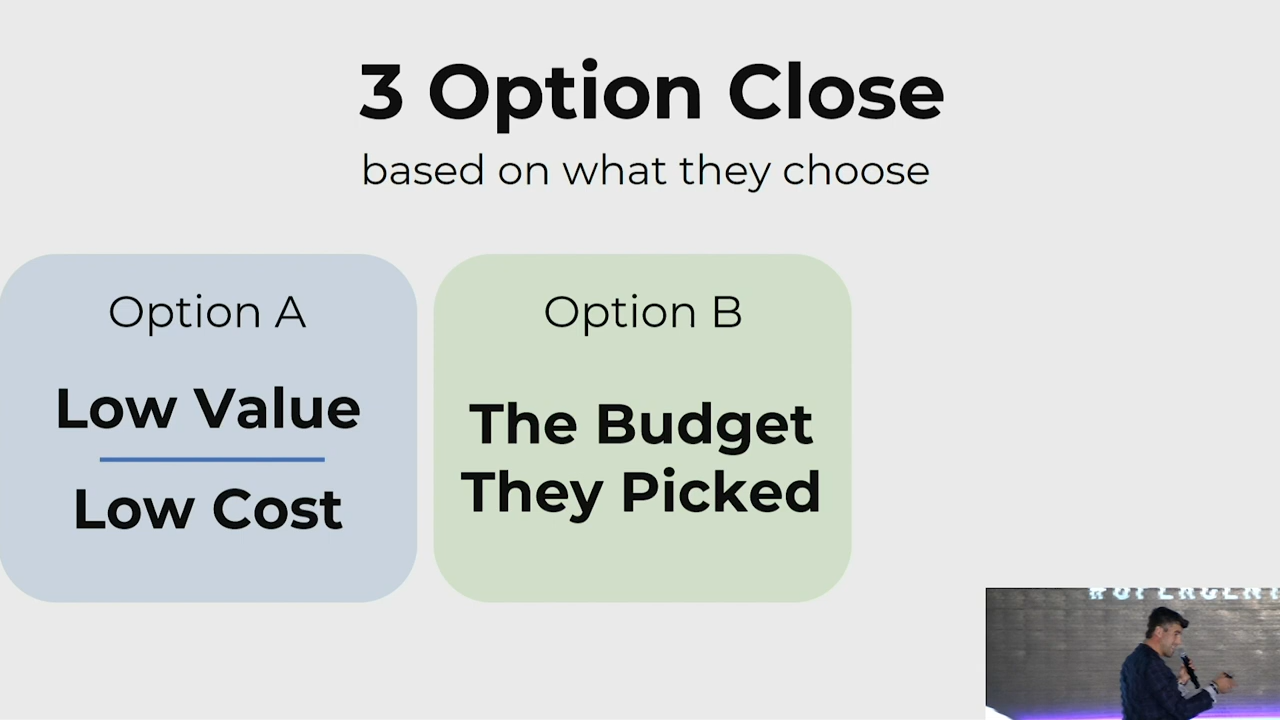 3 Option Close
based on what they choose
Option A
Low Value
Low Cost
Option B
The Budget
They Picked